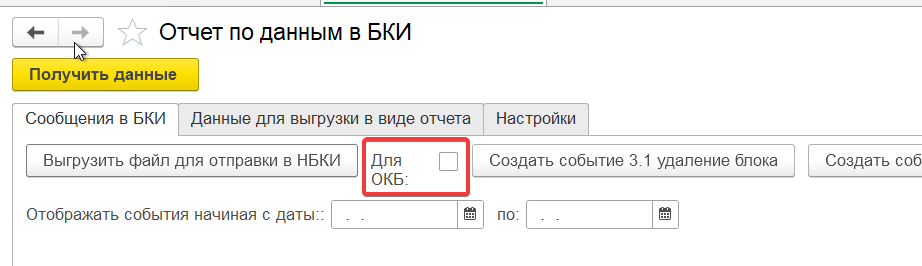 Отчет по данным в БКИ
Получить данные
Сообщения в БКИ Данные для выгрузки в виде отчета Настройки
Выгрузить файл для отправки в НБКИ Для ОКБ: Создать событие 3.1 удаление блока Создать соб
Отображать события начиная с даты:: . . по: . .